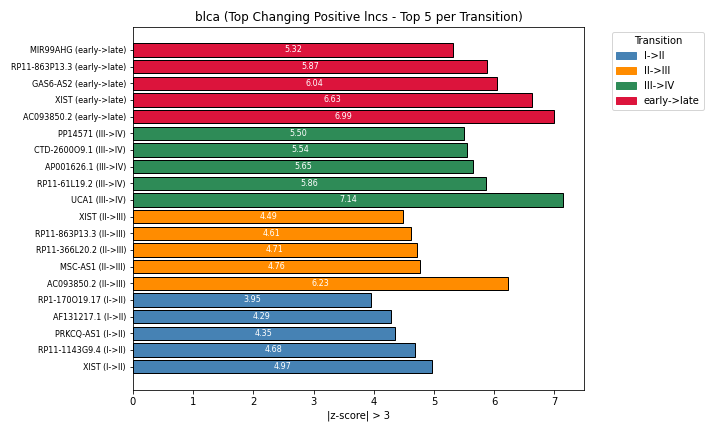 blca (Top Changing Positive lncs - Top 5 per Transition)
MIR99AHG (early->late) 5.32
RP11-863P13.3 (early->late) 5.87
GAS6-AS2 (early->late) 6.04
XIST (early->late) 6.63
AC093850.2 (early->late) 6.99
PP14571 (III->IV) 5.50
CTD-2600O9.1 (III->IV) 5.54
AP001626.1 (III->IV) 5.65
RP11-61L19.2 (III->IV) 5.86
UCA1 (III->IV) 7.14
XIST (II->III) 4.49
RP11-863P13.3 (II->III) 4.61
RP11-366L20.2 (II->III) 4.71
MSC-AS1 (II->III) 4.76
AC093850.2 (II->III) 6.23
RP1-170O19.17 (I->II) 3.95
AF131217.1 (I->II) 4.29
PRKCQ-AS1 (I->II) 4.35
RP11-1143G9.4 (I->II) 4.68
XIST (I->II) 4.97
0 1 2 3 4 5 6 7
|z-score| > 3
Transition
I->II
II->III
III->IV
early->late